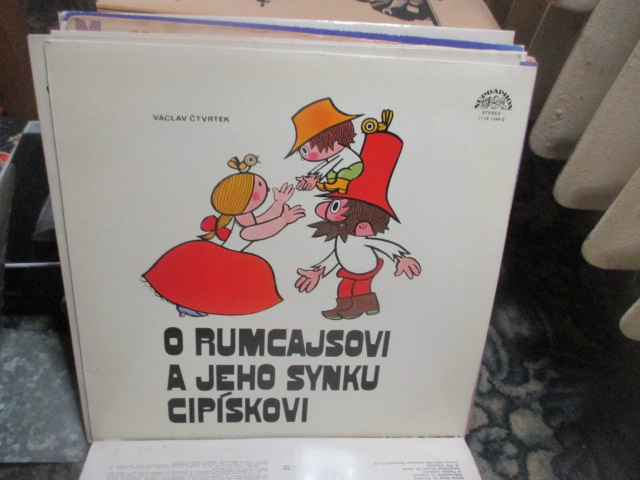 VÁCLAV ČTVRTEK
SUPRAPHON
STEREO
O RUMCAJSOVI
A JEHO SYNKU
CIPÍSKOVI